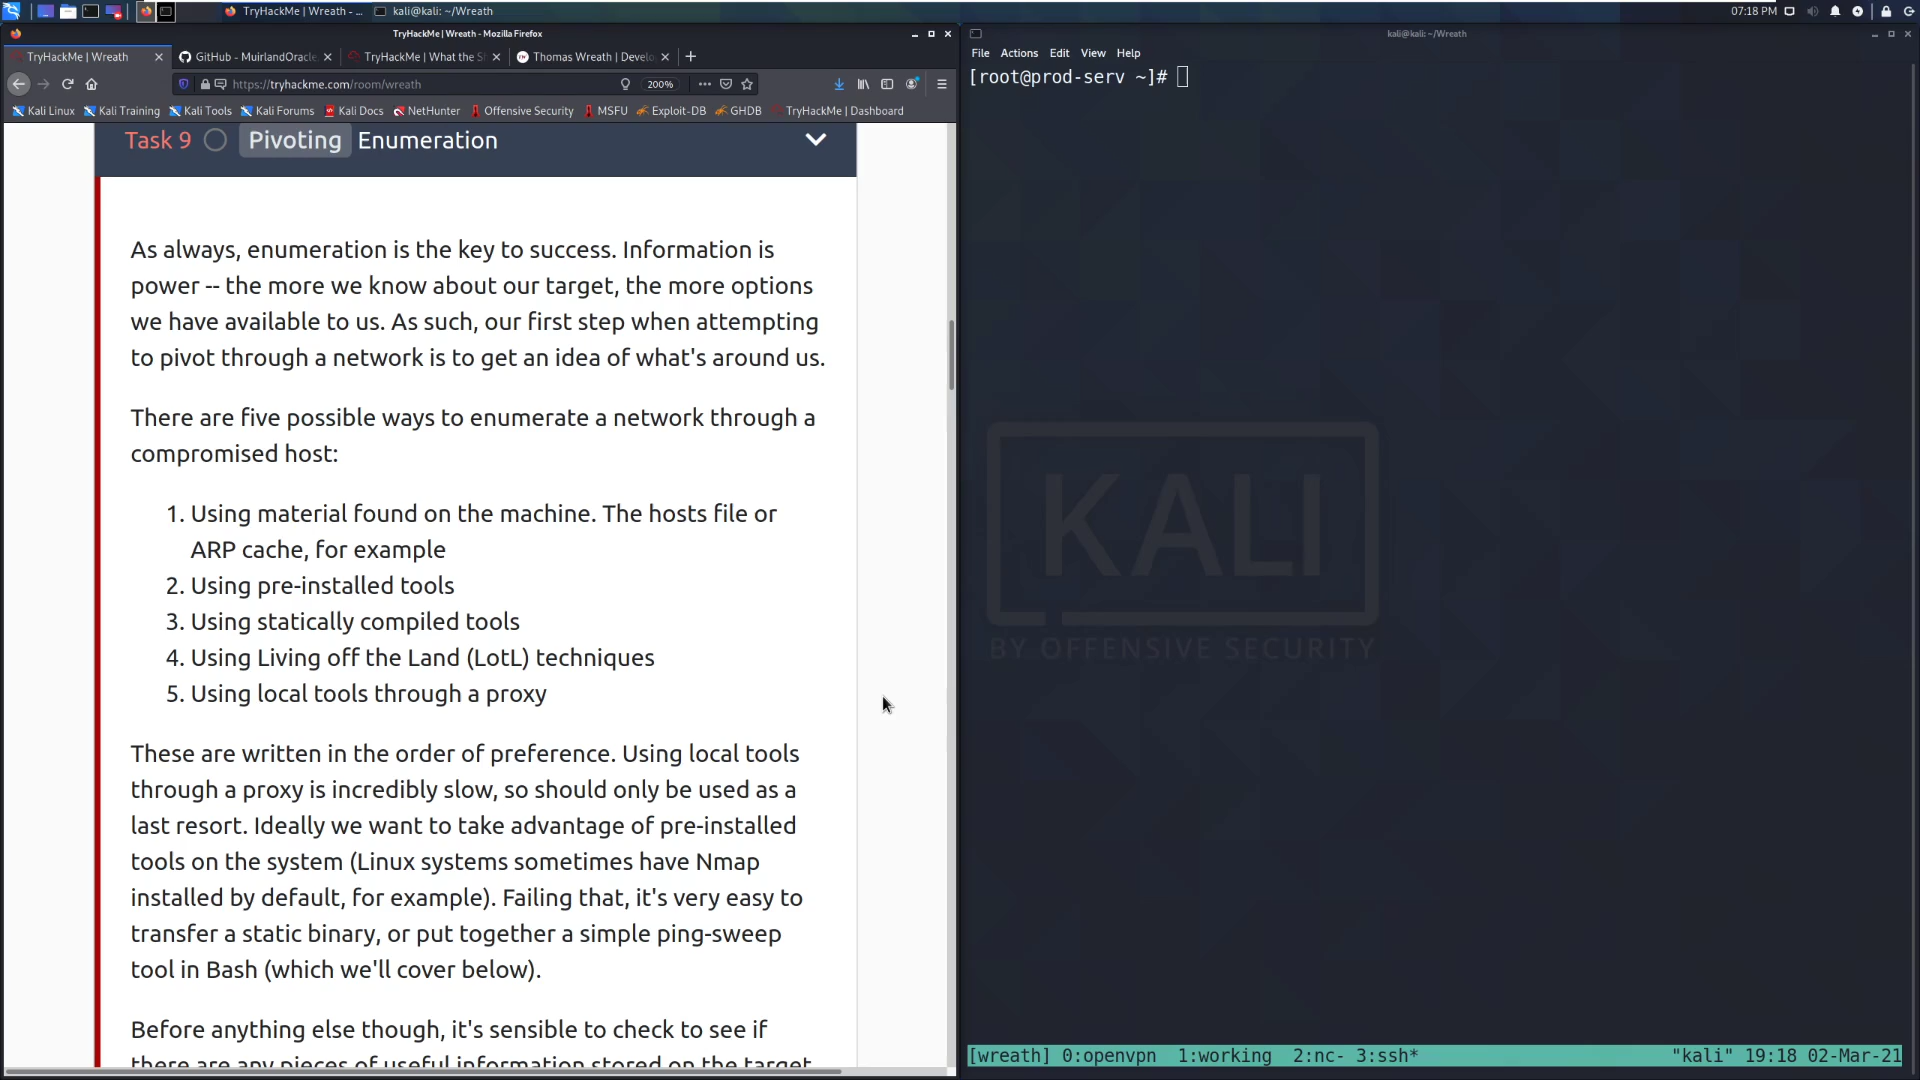 TryHackMe | Wreath - ...
kali@kali: ~/Wreath
07:18 PM
TryHackMe | Wreath - Mozilla Firefox
TryHackMe | Wreath
GitHub - MuirlandOracle
TryHackMe | What the S
Thomas Wreath | Develo
https://tryhackme.com/room/wreath
200%
Kali Linux
Kali Training
Kali Tools
Kali Forums
Kali Docs
NetHunter
Offensive Security
MSFU
Exploit-DB
GHDB
TryHackMe | Dashboard
Task 9 Pivoting Enumeration
As always, enumeration is the key to success. Information is
power -- the more we know about our target, the more options
we have available to us. As such, our first step when attempting
to pivot through a network is to get an idea of what's around us.
There are five possible ways to enumerate a network through a
compromised host:
1. Using material found on the machine. The hosts file or
ARP cache, for example
2. Using pre-installed tools
3. Using statically compiled tools
4. Using Living off the Land (LotL) techniques
5. Using local tools through a proxy
These are written in the order of preference. Using local tools
through a proxy is incredibly slow, so should only be used as a
last resort. Ideally we want to take advantage of pre-installed
tools on the system (Linux systems sometimes have Nmap
installed by default, for example). Failing that, it's very easy to
transfer a static binary, or put together a simple ping-sweep
tool in Bash (which we'll cover below).
Before anything else though, it's sensible to check to see if
there are any pieces of useful information stored on the target
kali@kali: ~/Wreath
File Actions Edit View Help
[root@prod-serv ~]#
KALI
BY OFFENSIVE SECURITY
[wreath] 0:openvpn 1:working 2:nc- 3:ssh* "kali" 19:18 02-Mar-21